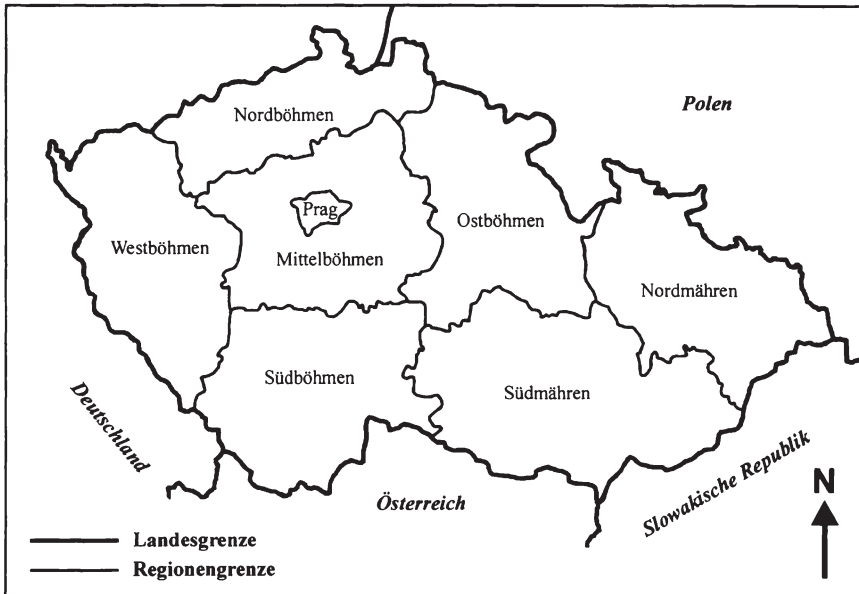 Nordböhmen
Polen
Prag
Westböhmen
Mittelböhmen
Ostböhmen
Nordmähren
Südböhmen
Südmähren
Deutschland
Österreich
Slowakische Republik
N
Landesgrenze
Regionengrenze